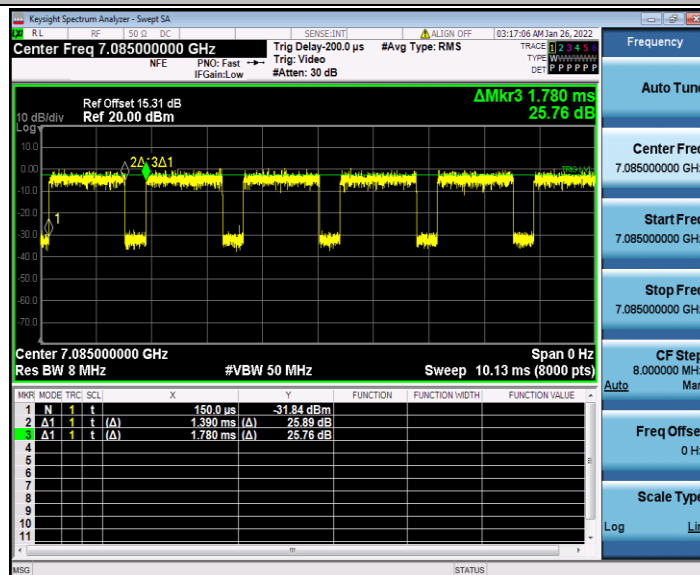 Keysight Spectrum Analyzer - Swept SA
RL RF 50 Ω DC SENSE:INT ALIGN OFF 03:17:06 AM Jan 26, 2022
Center Freq 7.085000000 GHz
NFE PNO: Fast IFGain:Low
Trig Delay-200.0 µs #Avg Type: RMS
Trig: Video
#Atten: 30 dB
TRACE 1 2 3 4 5 6
TYPE WWWWWW
DET P P P P P P
Frequency
ΔMkr3 1.780 ms
25.76 dB
Ref Offset 15.31 dB
10 dB/div Ref 20.00 dBm
Log
10.0
0.00
-10.0
-20.0
-30.0
-40.0
-50.0
-60.0
-70.0
1
3Δ1
Center 7.085000000 GHz Span 0 Hz
Res BW 8 MHz #VBW 50 MHz Sweep 10.13 ms (8000 pts)
MKR MODE TRC SCL X Y FUNCTION FUNCTION WIDTH FUNCTION VALUE
1 N 1 t 150.0 µs -31.84 dBm
2 Δ1 1 t (Δ) 1.390 ms (Δ) 25.89 dB
3 Δ1 1 t (Δ) 1.780 ms (Δ) 25.76 dB
4
5
6
7
8
9
10
11
MSG STATUS
Auto Tune
Center Freq
7.085000000 GHz
Start Freq
7.085000000 GHz
Stop Freq
7.085000000 GHz
CF Step
8.000000 MHz
Auto Man
Freq Offset
0 Hz
Scale Type
Log Lin